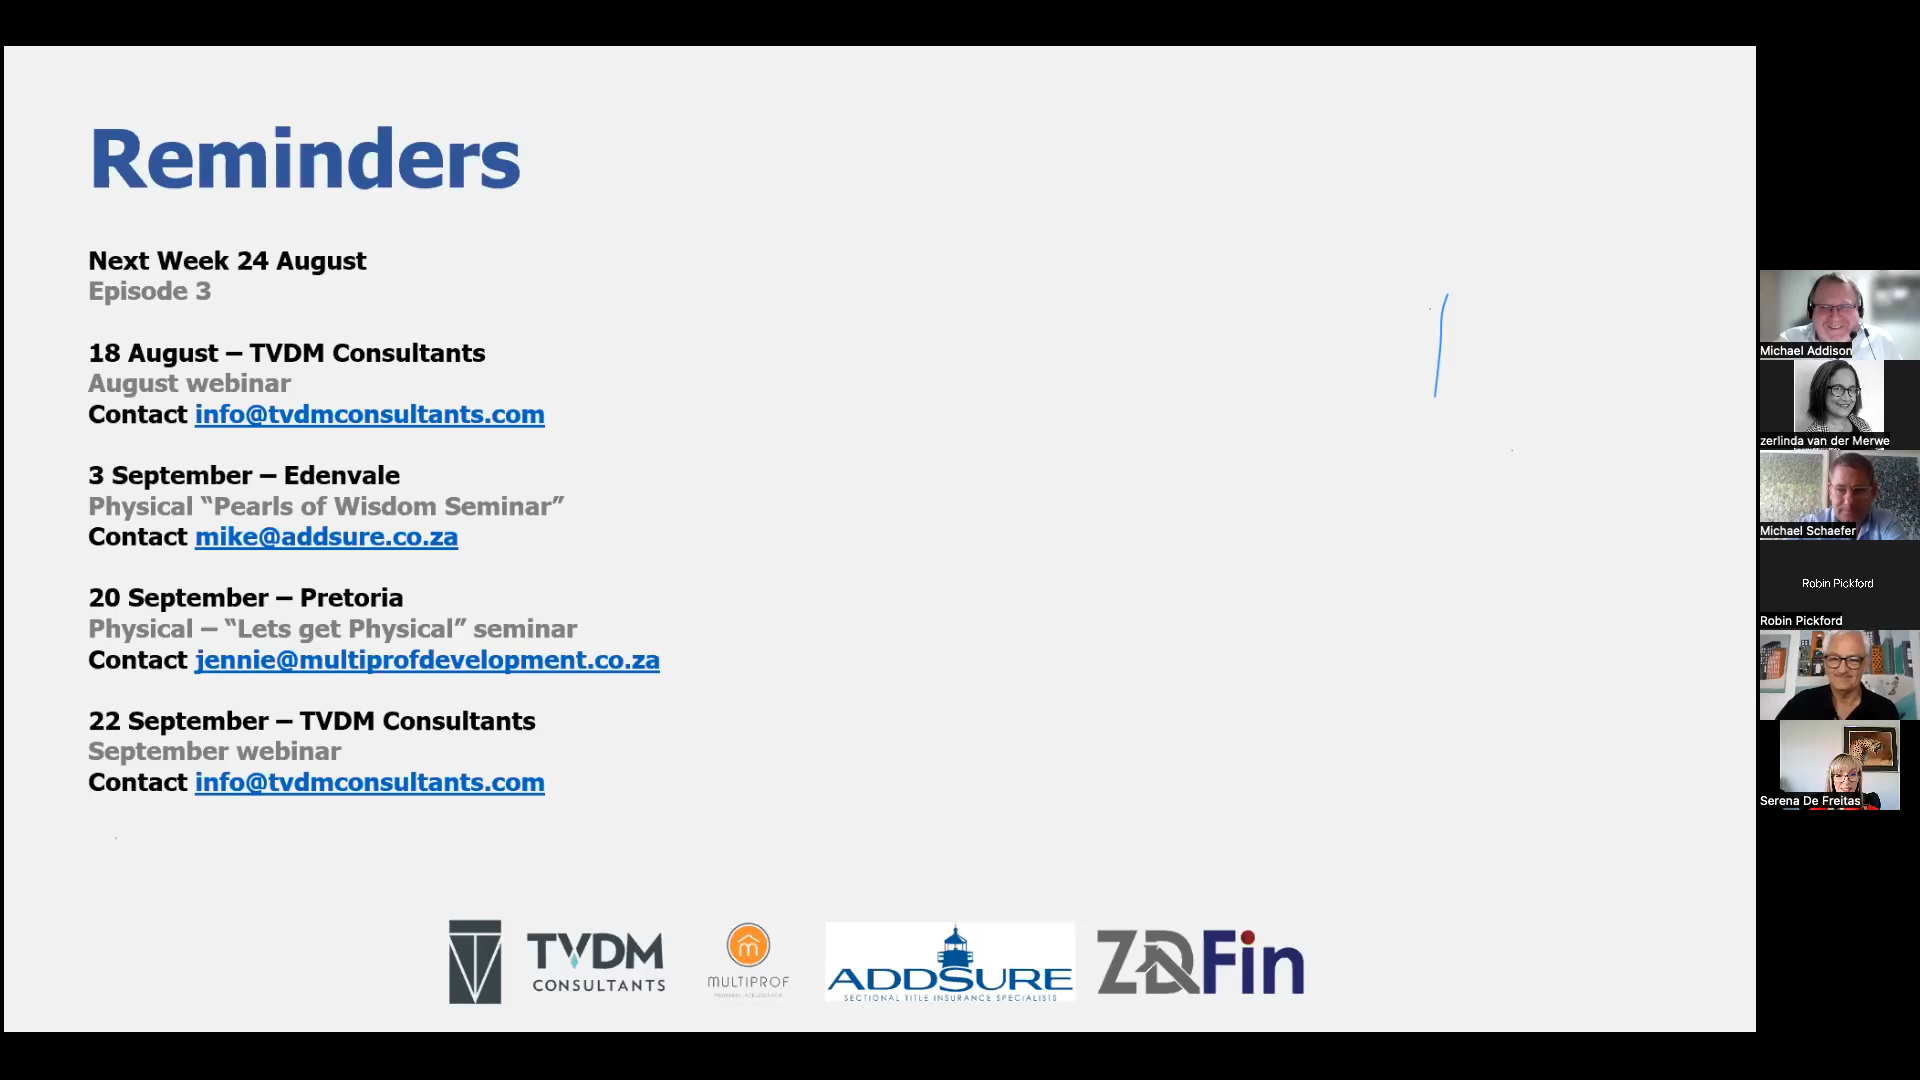 Reminders
Next Week 24 August
Episode 3
18 August – TVDM Consultants
August webinar
Contact info@tvdmconsultants.com
3 September – Edenvale
Physical “Pearls of Wisdom Seminar”
Contact mike@addsure.co.za
20 September – Pretoria
Physical – “Lets get Physical” seminar
Contact jennie@multiprofdevelopment.co.za
22 September – TVDM Consultants
September webinar
Contact info@tvdmconsultants.com
TVDM
CONSULTANTS
m
MULTIPROF
ADDSURE
SECTIONAL TITLE INSURANCE SPECIALISTS
ZDFin
Michael Addison
zerlinda van der Merwe
Michael Schaefer
Robin Pickford
Robin Pickford
Serena De Freitas